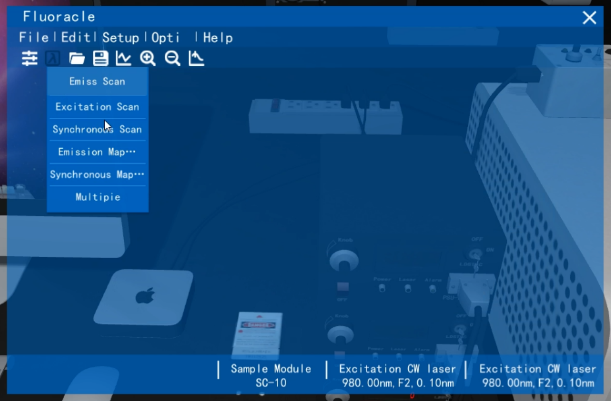 Fluoracle
File|Edit|Setup|Opti |Help
Emiss Scan
Excitation Scan
Synchronous Scan
Emission Map···
Synchronous Map···
Multipie
Sample Module
SC-10
Excitation CW laser
980.00nm, F2, 0.10nm
Excitation CW laser
980.00nm, F2, 0.10nm
OFF